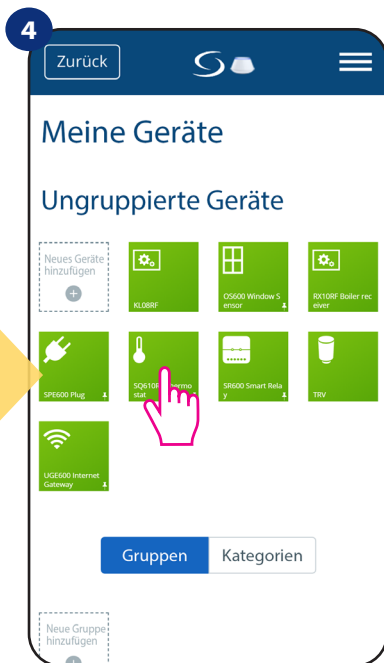 4
Zurück
Meine Geräte
Ungruppierte Geräte
Neues Geräte
hinzufügen
KL08RF
OS600 Window S
ensor
RX10RF Boiler rec
eiver
SPE600 Plug
stat
SR600 Smart Rela
y
TRV
UGE600 Internet
Gateway
Gruppen
Kategorien
Neue Gruppe
hinzufügen